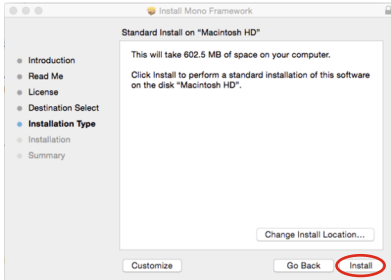 Install Mono Framework
Standard Install on “Macintosh HD”
Introduction
Read Me
License
Destination Select
Installation Type
Installation
Summary
This will take 602.5 MB of space on your computer.
Click Install to perform a standard installation of this software
on the disk “Macintosh HD”.
Change Install Location...
Customize
Go Back
Install